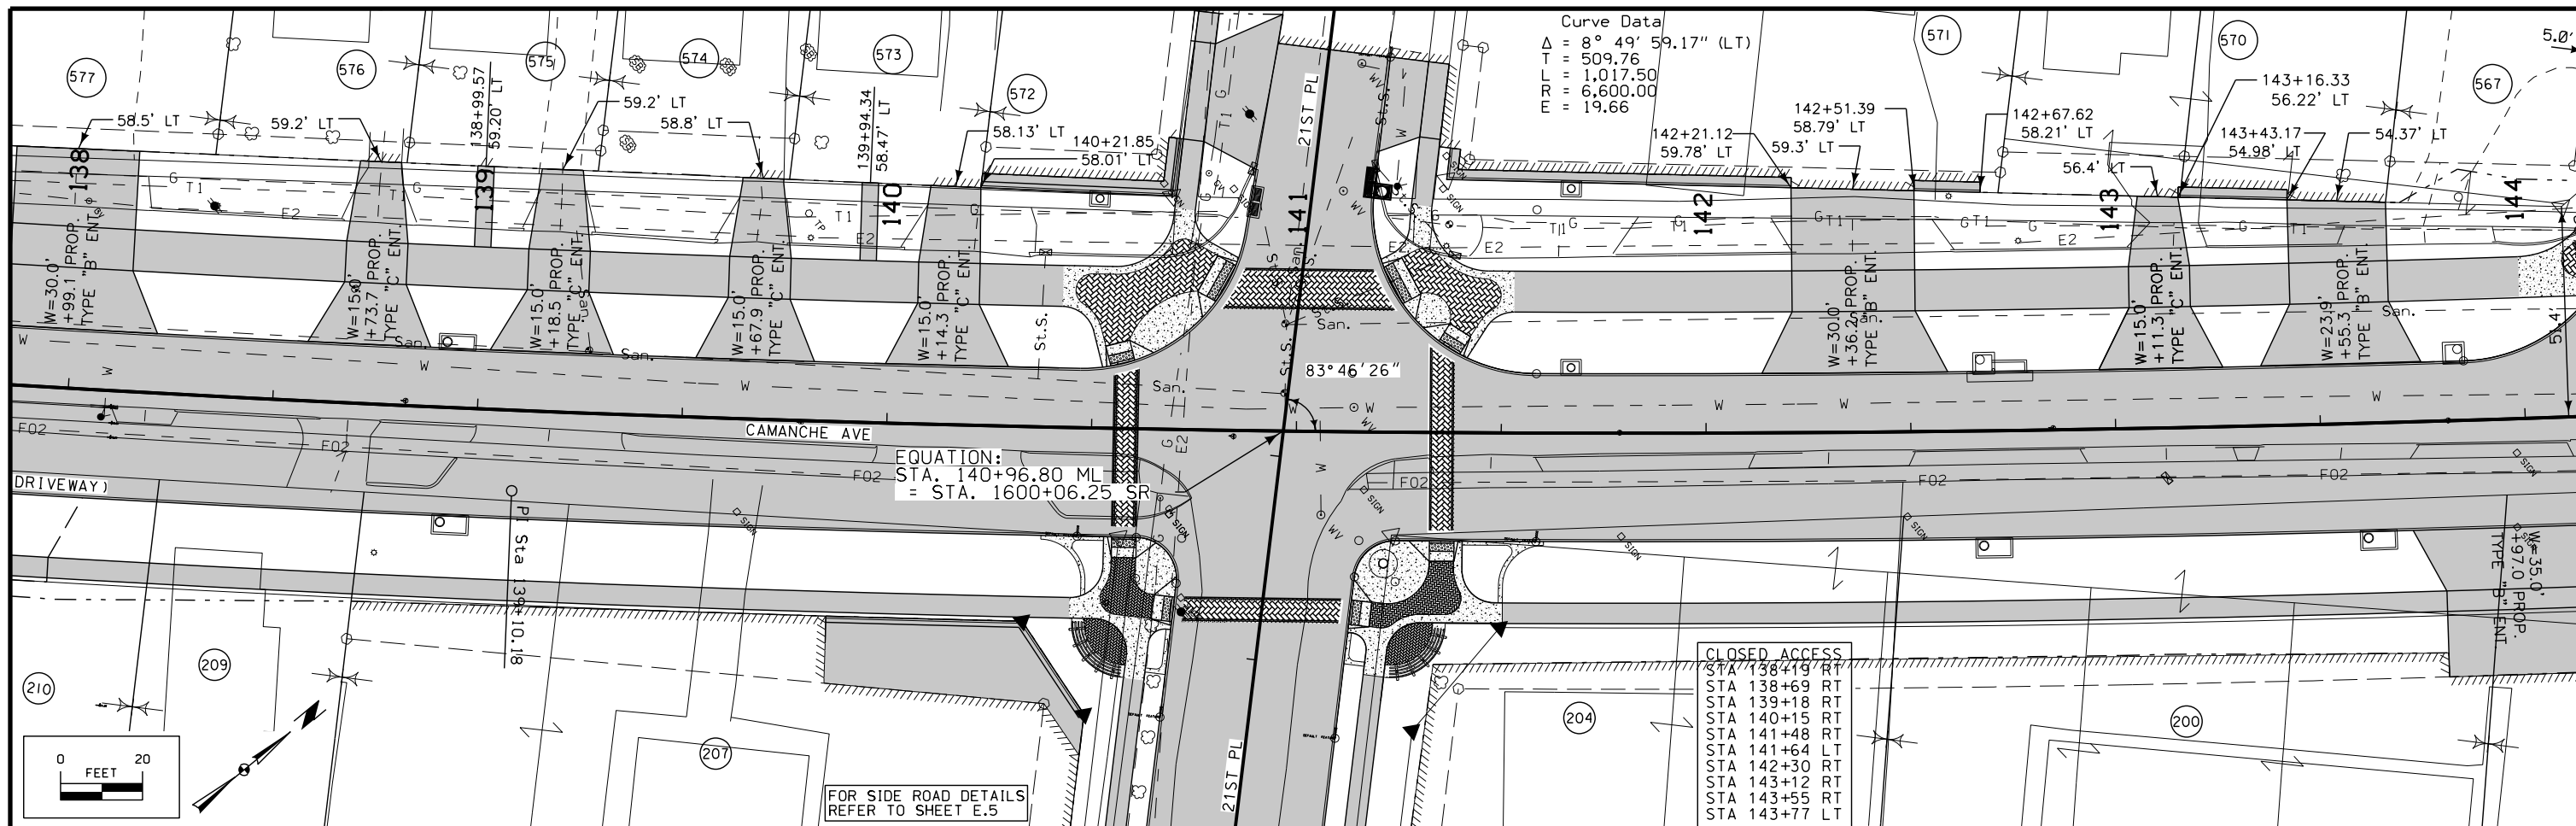 Curve Data
Δ = 8° 49' 59.17" (LT)
T = 509.76
L = 1,017.50
R = 6,600.00
E = 19.66
577
576
575
574
573
572
571
570
567
5.0'
58.5' LT
59.2' LT
138+99.57
59.20' LT
59.2' LT
58.8' LT
139+94.34
58.47' LT
58.13' LT
140+21.85
58.01' LT
21ST PL
142+21.12
59.78' LT
142+51.39
58.79' LT
59.3' LT
142+67.62
58.21' LT
143+16.33
56.22' LT
56.4' LT
143+43.17
54.98' LT
54.37' LT
138
139
140
141
142
143
144
W=30.0'
+99.1 PROP.
TYPE "B" ENT.
W=15.0'
+73.7 PROP.
TYPE "C" ENT.
W=15.0'
+18.5 PROP.
TYPE "C" ENT.
W=15.0'
+67.9 PROP.
TYPE "C" ENT.
W=15.0'
+14.3 PROP.
TYPE "C" ENT.
W=30.0'
+36.2 PROP.
TYPE "B" ENT.
W=15.0'
+11.3 PROP.
TYPE "C" ENT.
W=23.9'
+55.3 PROP.
TYPE "B" ENT.
83°46'26"
CAMANCHE AVE
EQUATION:
STA. 140+96.80 ML
= STA. 1600+06.25 SR
DRIVEWAY)
PI Sta 139+10.18
W=35.0'
+97.0 PROP.
TYPE "B" ENT.
210
209
207
204
200
0 20
FEET
21ST PL
FOR SIDE ROAD DETAILS
REFER TO SHEET E.5
CLOSED ACCESS
STA 138+19 RT
STA 138+69 RT
STA 139+18 RT
STA 140+15 RT
STA 141+48 RT
STA 141+64 LT
STA 142+30 RT
STA 143+12 RT
STA 143+55 RT
STA 143+77 LT